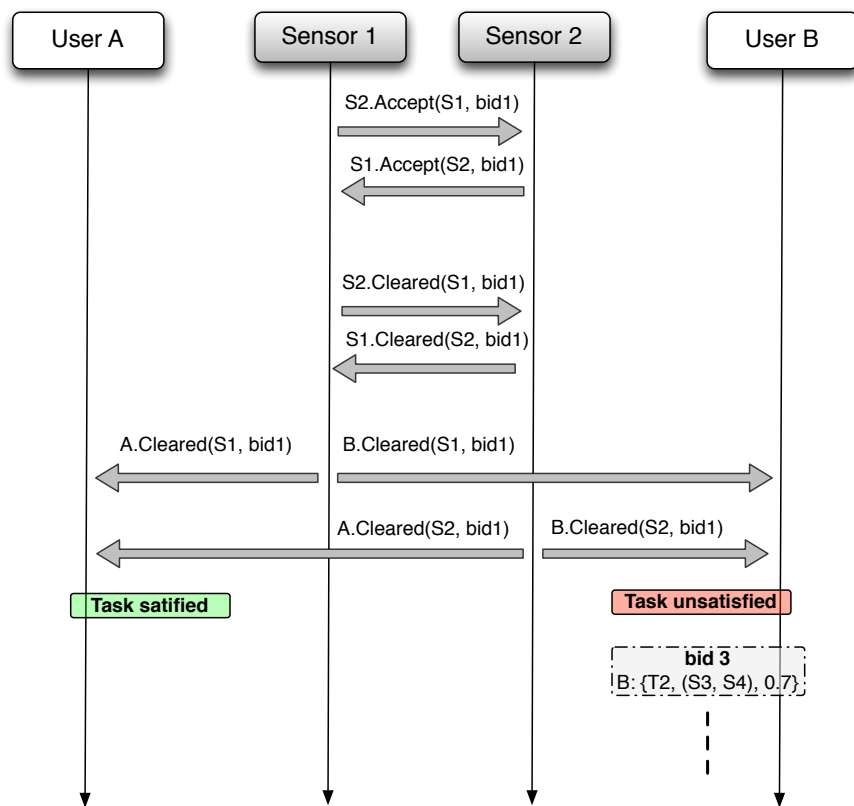 User A
Sensor 1
Sensor 2
User B
S2.Accept(S1, bid1)
S1.Accept(S2, bid1)
S2.Cleared(S1, bid1)
S1.Cleared(S2, bid1)
A.Cleared(S1, bid1)
B.Cleared(S1, bid1)
A.Cleared(S2, bid1)
B.Cleared(S2, bid1)
Task satified
Task unsatisfied
bid 3
B: {T2, (S3, S4), 0.7}